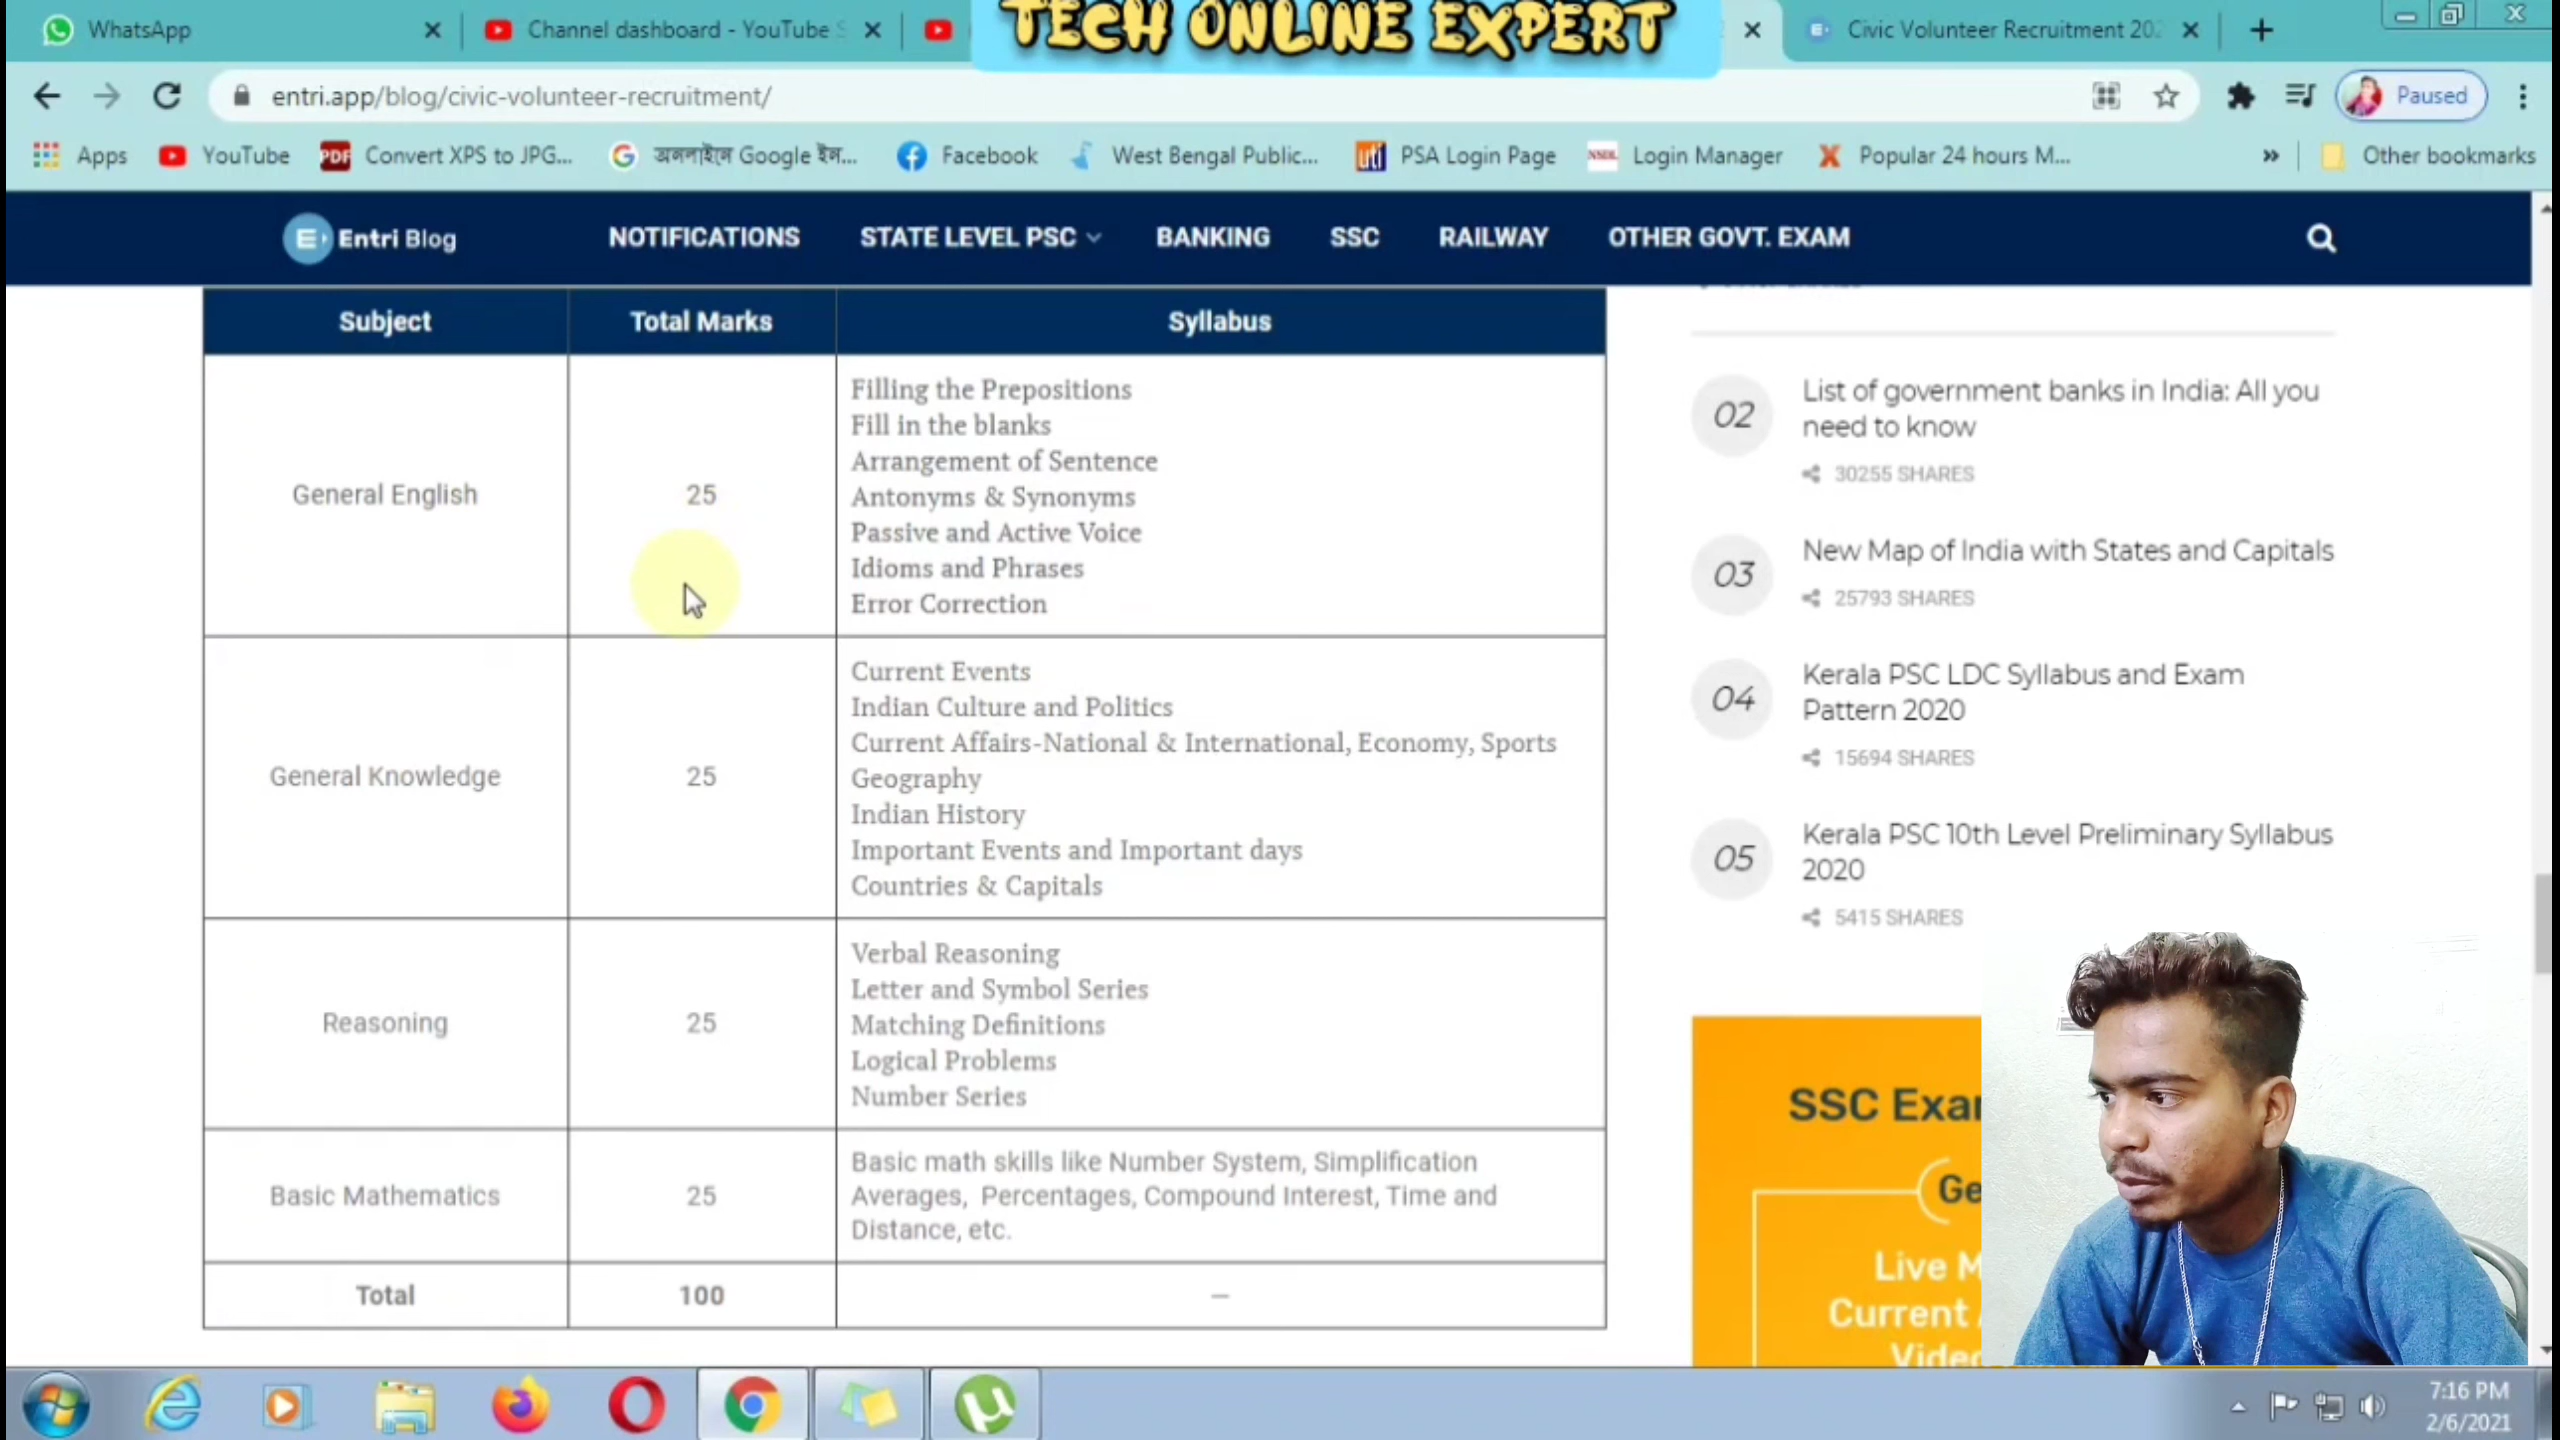 TECH ONLINE EXPERT
WhatsApp
Channel dashboard - YouTube S
Civic Volunteer Recruitment 202
entri.app/blog/civic-volunteer-recruitment/
Paused
Apps
YouTube
PDF
Convert XPS to JPG...
অনলাইনে Google ইন...
Facebook
West Bengal Public...
uti
PSA Login Page
NSDL
Login Manager
Popular 24 hours M...
»
Other bookmarks
Entri Blog
NOTIFICATIONS
STATE LEVEL PSC
BANKING
SSC
RAILWAY
OTHER GOVT. EXAM
Subject
Total Marks
Syllabus
General English
25
Filling the Prepositions
Fill in the blanks
Arrangement of Sentence
Antonyms & Synonyms
Passive and Active Voice
Idioms and Phrases
Error Correction
General Knowledge
25
Current Events
Indian Culture and Politics
Current Affairs-National & International, Economy, Sports
Geography
Indian History
Important Events and Important days
Countries & Capitals
Reasoning
25
Verbal Reasoning
Letter and Symbol Series
Matching Definitions
Logical Problems
Number Series
Basic Mathematics
25
Basic math skills like Number System, Simplification
Averages, Percentages, Compound Interest, Time and
Distance, etc.
Total
100
—
02
List of government banks in India: All you
need to know
30255 SHARES
03
New Map of India with States and Capitals
25793 SHARES
04
Kerala PSC LDC Syllabus and Exam
Pattern 2020
15694 SHARES
05
Kerala PSC 10th Level Preliminary Syllabus
2020
5415 SHARES
SSC Exa
Ge
Live M
Current
Vide
7:16 PM
2/6/2021